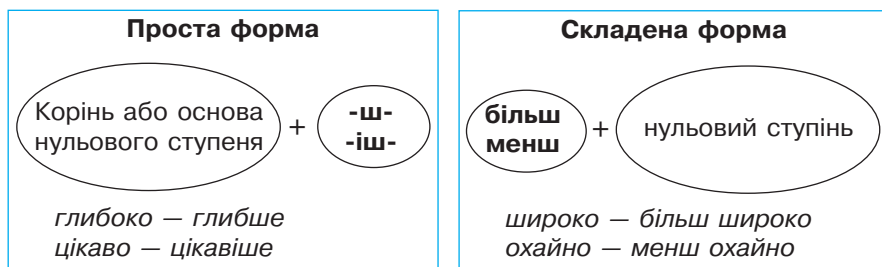 Проста форма
Корінь або основа
нульового ступеня
+
-ш-
-іш-
глибоко — глибше
цікаво — цікавіше
Складена форма
більш
менш
+
нульовий ступінь
широко — більш широко
охайно — менш охайно